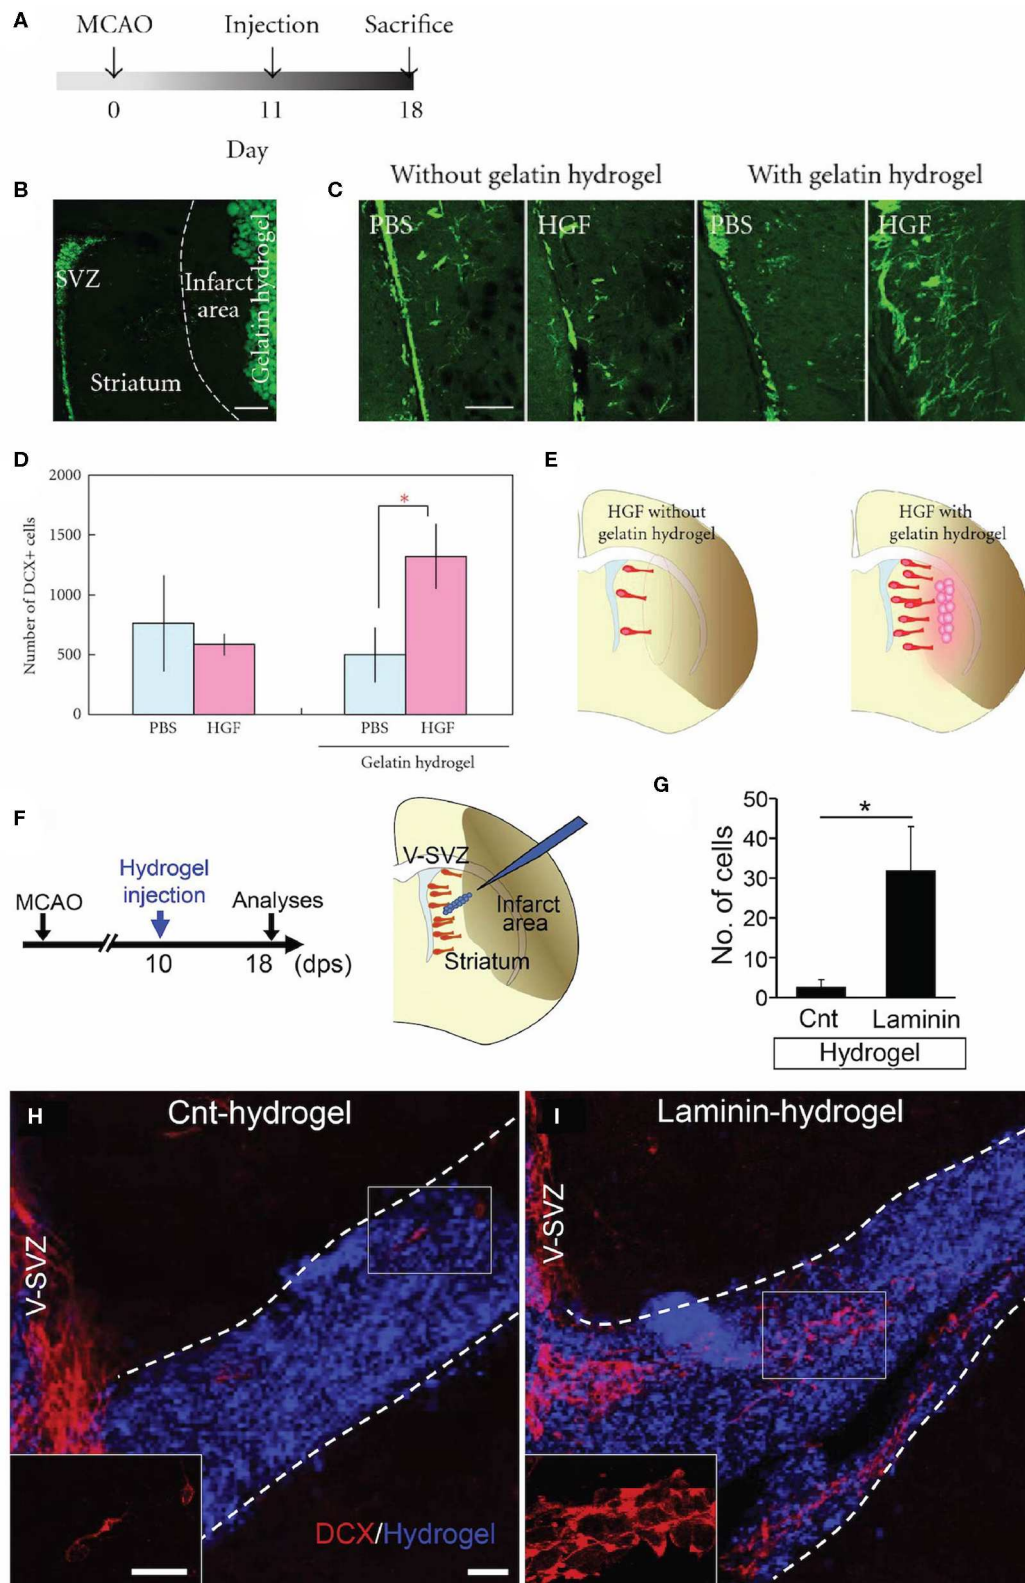 A
MCAO Injection Sacrifice
0 11 18
Day
B
SVZ
Infarct
area
Striatum
Gelatin hydrogel
C
Without gelatin hydrogel With gelatin hydrogel
PBS HGF PBS HGF
D
Number of DCX+ cells
2000
1500
1000
500
0
*
PBS HGF PBS HGF
Gelatin hydrogel
E
HGF without
gelatin hydrogel
HGF with
gelatin hydrogel
F
MCAO
Hydrogel
injection
Analyses
10 18 (dps)
V-SVZ
Infarct
area
Striatum
G
No. of cells
50
40
30
20
10
0
*
Cnt Laminin
Hydrogel
H
Cnt-hydrogel
V-SVZ
DCX/Hydrogel
I
Laminin-hydrogel
V-SVZ